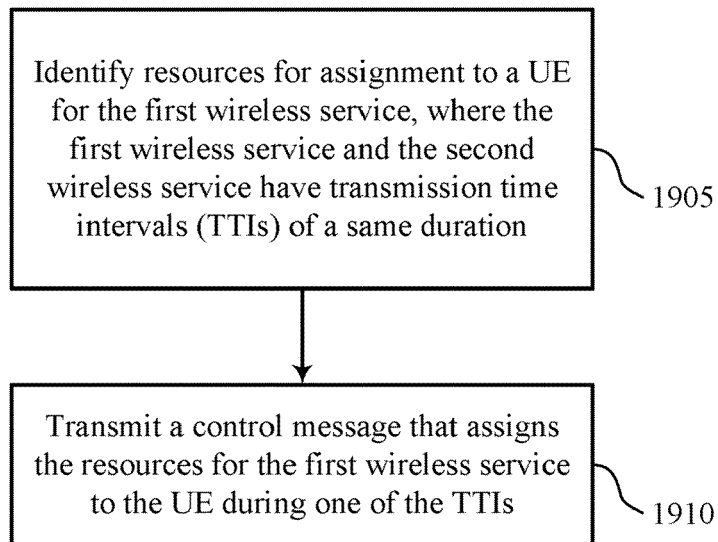 Identify resources for assignment to a UE
for the first wireless service, where the
first wireless service and the second
wireless service have transmission time
intervals (TTIs) of a same duration
1905
Transmit a control message that assigns
the resources for the first wireless service
to the UE during one of the TTIs
1910